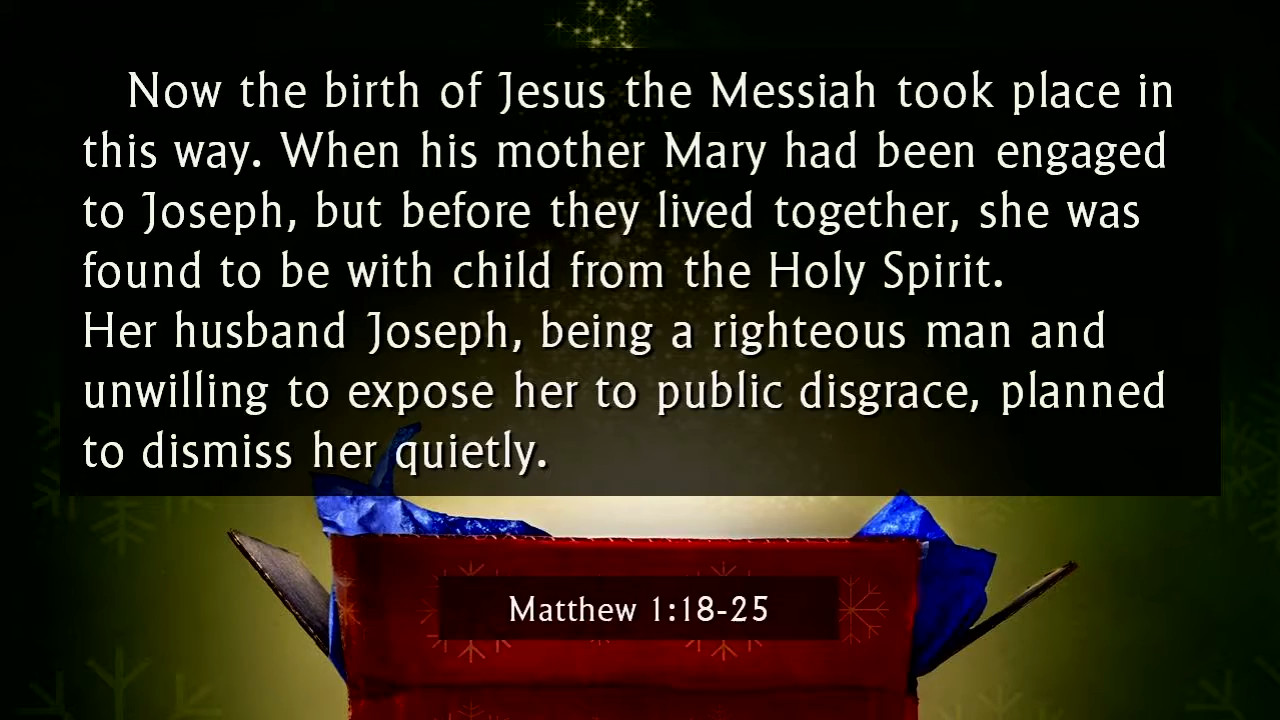 Now the birth of Jesus the Messiah took place in
this way. When his mother Mary had been engaged
to Joseph, but before they lived together, she was
found to be with child from the Holy Spirit.
Her husband Joseph, being a righteous man and
unwilling to expose her to public disgrace, planned
to dismiss her quietly.
Matthew 1:18-25